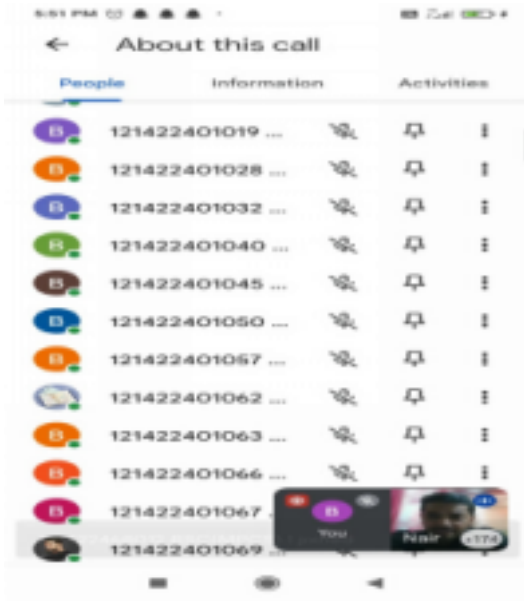 5:51 PM
About this call
People Information Activities
B 121422401019 ...
B 121422401028 ...
B 121422401032 ...
B 121422401040 ...
B 121422401045 ...
B 121422401050 ...
B 121422401057 ...
121422401062 ...
B 121422401063 ...
B 121422401066 ...
B 121422401067
B
You Nair +174
121422401069 ...